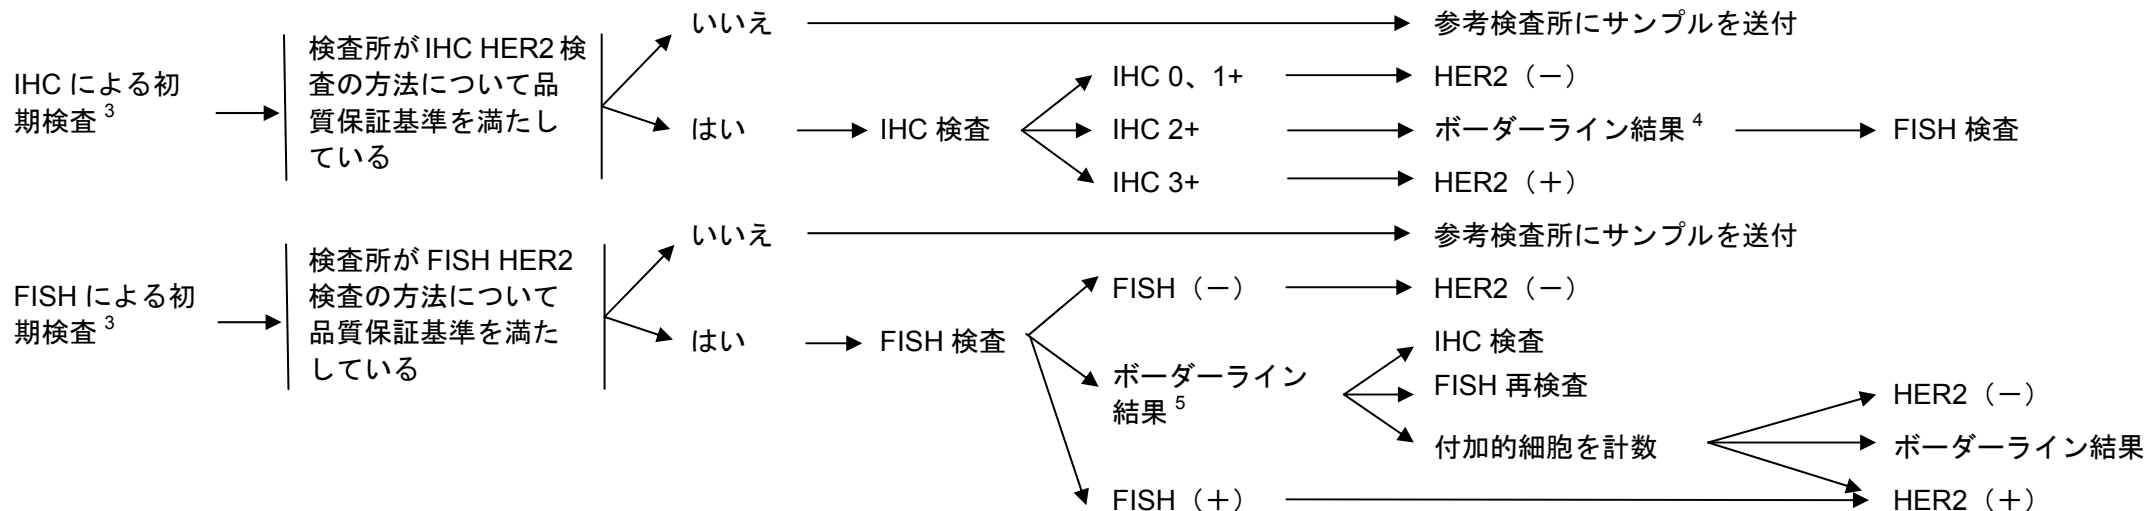 いいえ
参考検査所にサンプルを送付
IHC による初
期検査 3
検査所が IHC HER2 検
査の方法について品
質保証基準を満たし
ている
はい
IHC 検査
IHC 0、1+
HER2（－）
IHC 2+
ボーダーライン結果 4
FISH 検査
IHC 3+
HER2（＋）
いいえ
参考検査所にサンプルを送付
FISH による初
期検査 3
検査所が FISH HER2
検査の方法について
品質保証基準を満た
している
はい
FISH 検査
FISH（－）
HER2（－）
ボーダーライン
結果 5
IHC 検査
FISH 再検査
付加的細胞を計数
HER2（－）
ボーダーライン結果
FISH（＋）
HER2（＋）